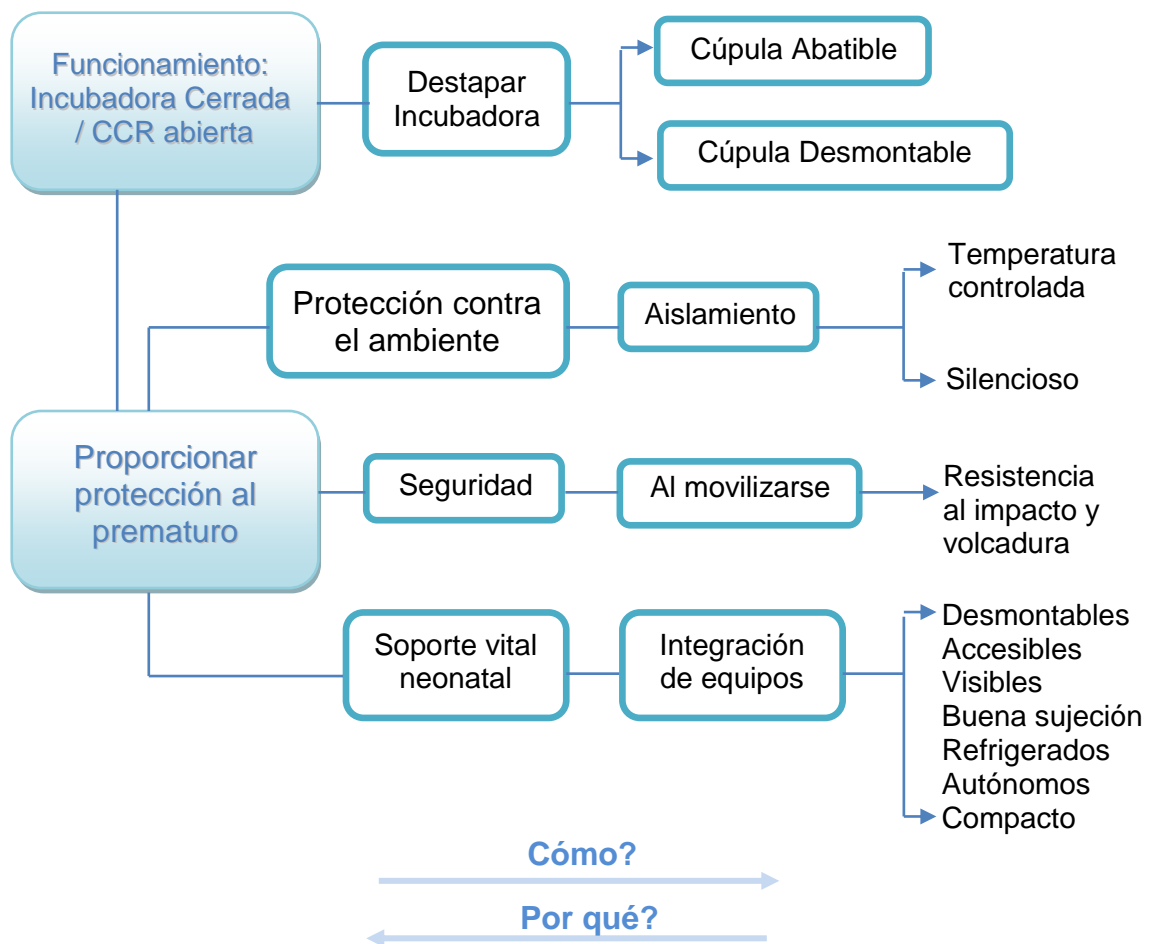 Funcionamiento:
Incubadora Cerrada
/ CCR abierta
Destapar
Incubadora
Cúpula Abatible
Cúpula Desmontable
Protección contra
el ambiente
Aislamiento
Temperatura
controlada
Silencioso
Proporcionar
protección al
prematuro
Seguridad
Al movilizarse
Resistencia
al impacto y
volcadura
Soporte vital
neonatal
Integración
de equipos
Desmontables
Accesibles
Visibles
Buena sujeción
Refrigerados
Autónomos
Compacto
Cómo?
Por qué?